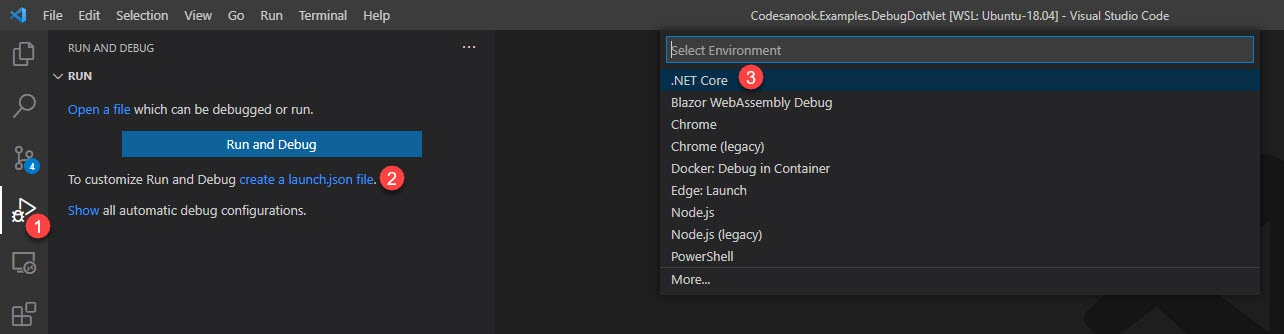 File Edit Selection View Go Run Terminal Help Codesanook.Examples.DebugDotNet [WSL: Ubuntu-18.04] - Visual Studio Code
RUN AND DEBUG ...
RUN
Open a file which can be debugged or run.
Run and Debug
To customize Run and Debug create a launch.json file. 2
Show all automatic debug configurations.
4
1
Select Environment
.NET Core 3
Blazor WebAssembly Debug
Chrome
Chrome (legacy)
Docker: Debug in Container
Edge: Launch
Node.js
Node.js (legacy)
PowerShell
More...